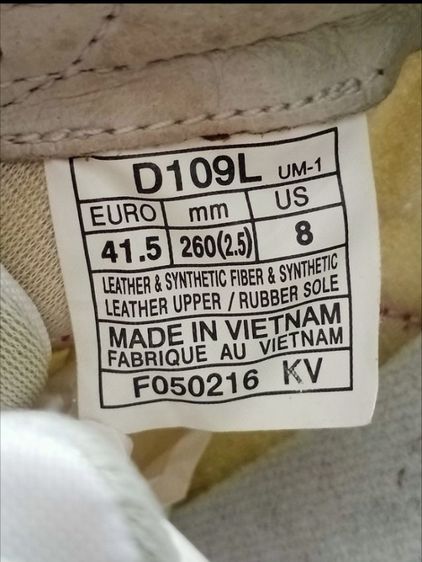 D109L UM-1
EURO mm US
41.5 260(2.5) 8
LEATHER & SYNTHETIC FIBER & SYNTHETIC
LEATHER UPPER / RUBBER SOLE
MADE IN VIETNAM
FABRIQUE AU VIETNAM
F050216 KV